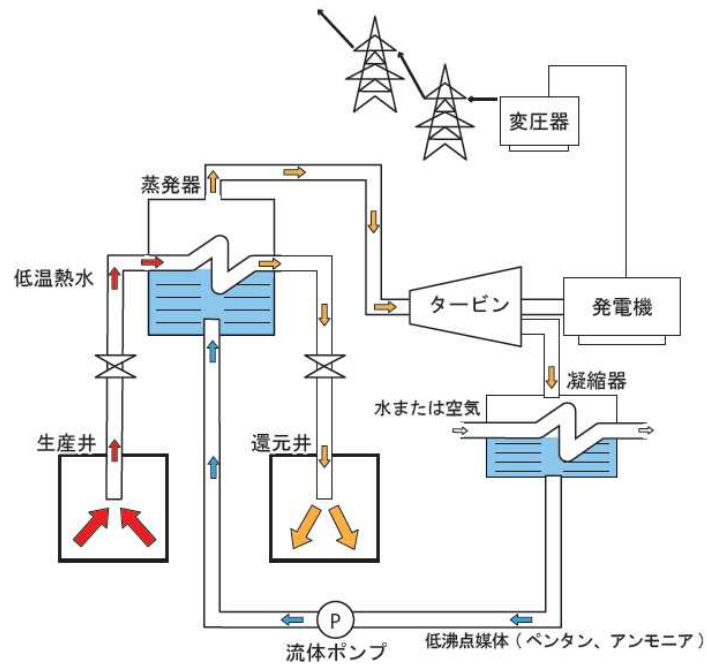 変圧器
蒸発器
低温熱水
タービン
発電機
凝縮器
水または空気
生産井
還元井
P
流体ポンプ
低沸点媒体(ペンタン、アンモニア)